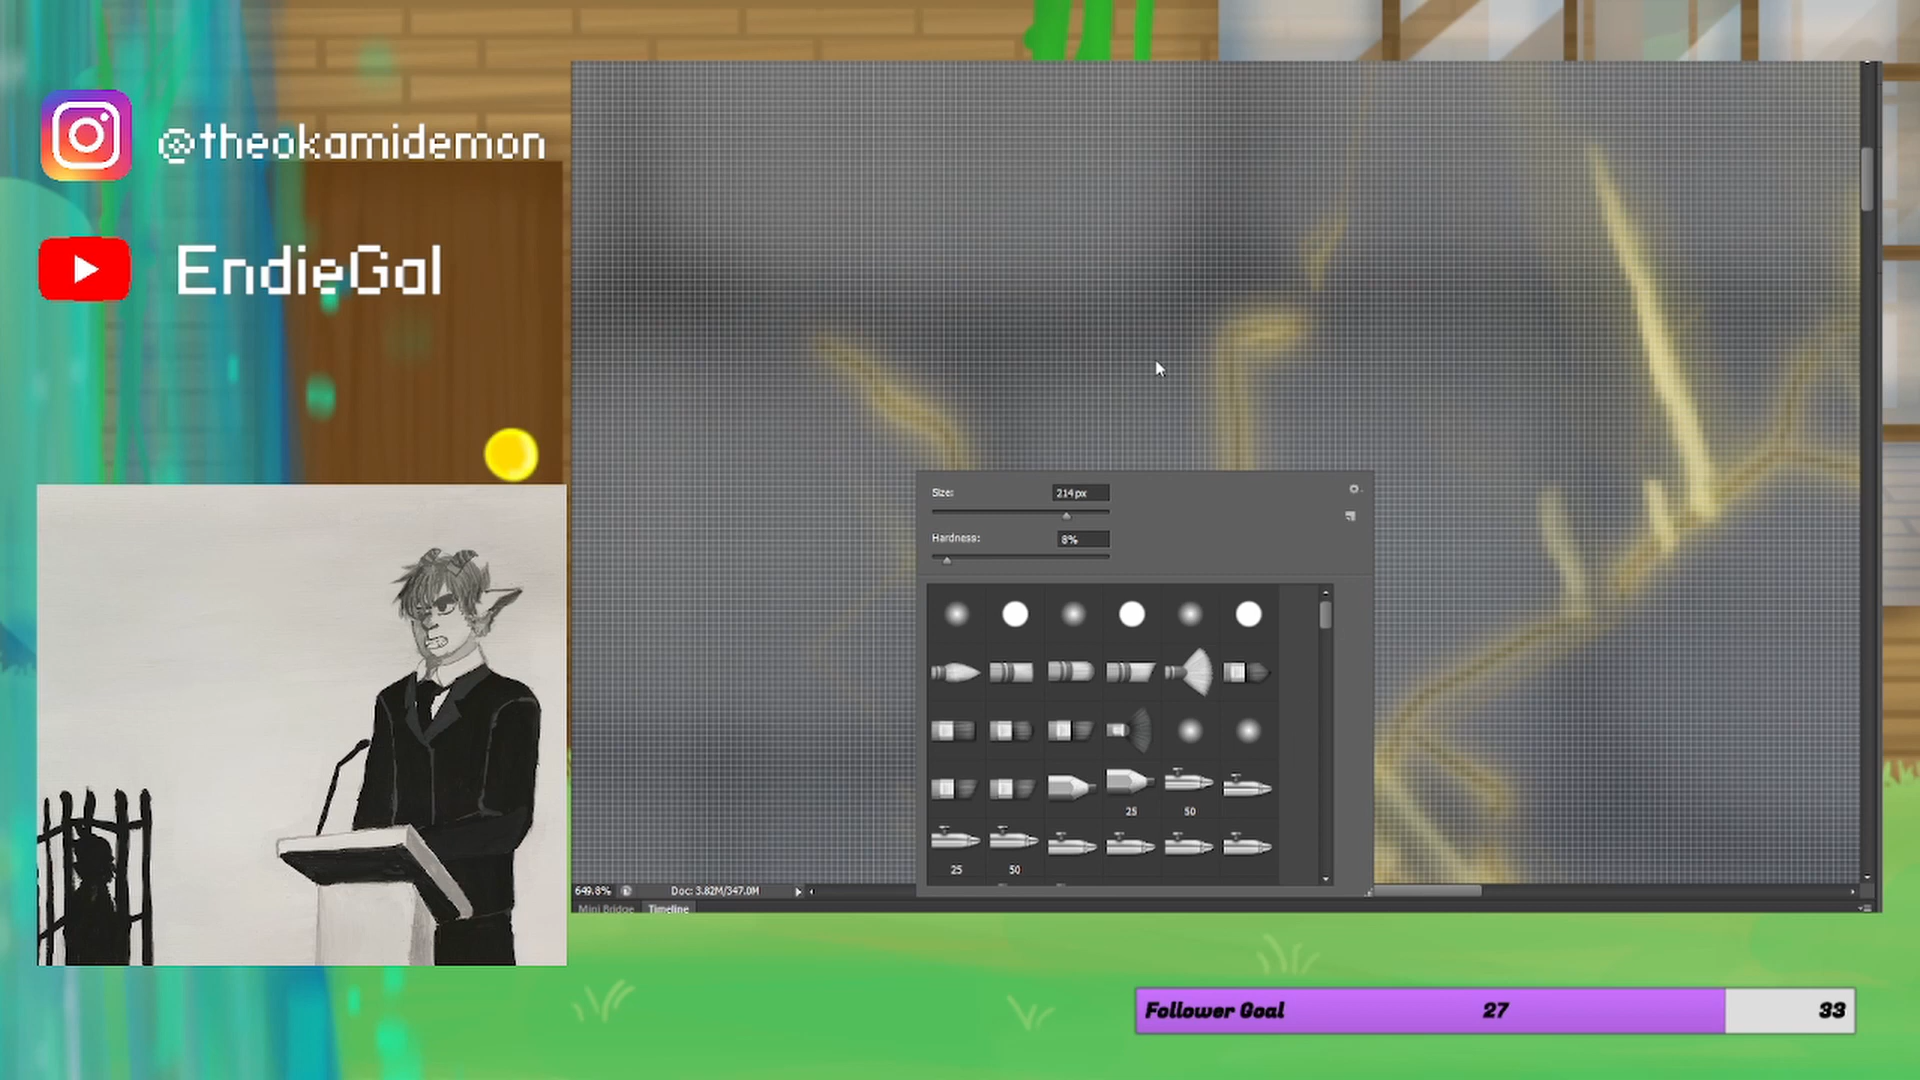 @theokamidemon
EndieGal
Size:
214 px
Hardness:
8%
25
50
25
50
649.8%
Doc: 3.82M/347.0M
Mini Bridge
Timeline
Follower Goal
27
33